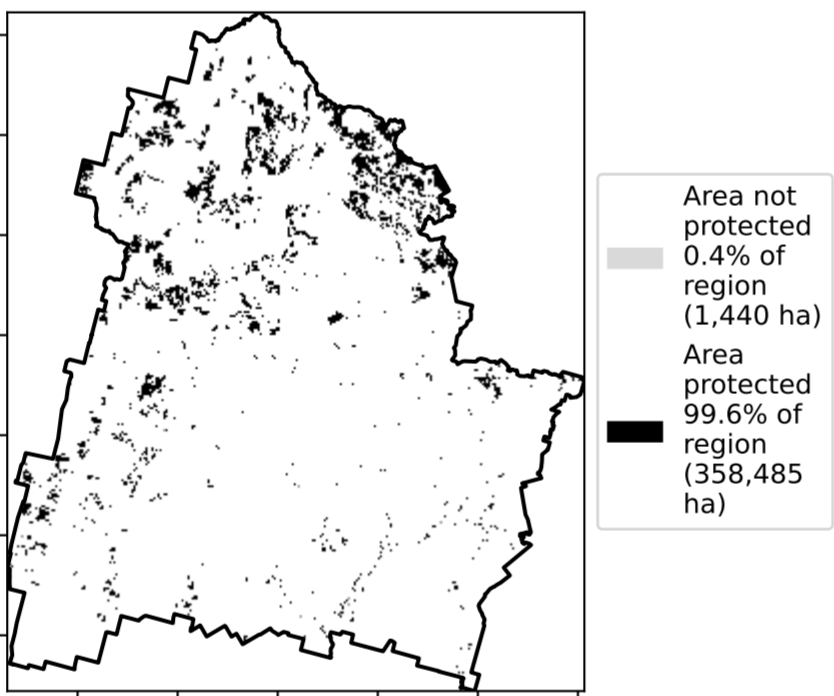 Area not
protected
0.4% of
region
(1,440 ha)
Area
protected
99.6% of
region
(358,485
ha)